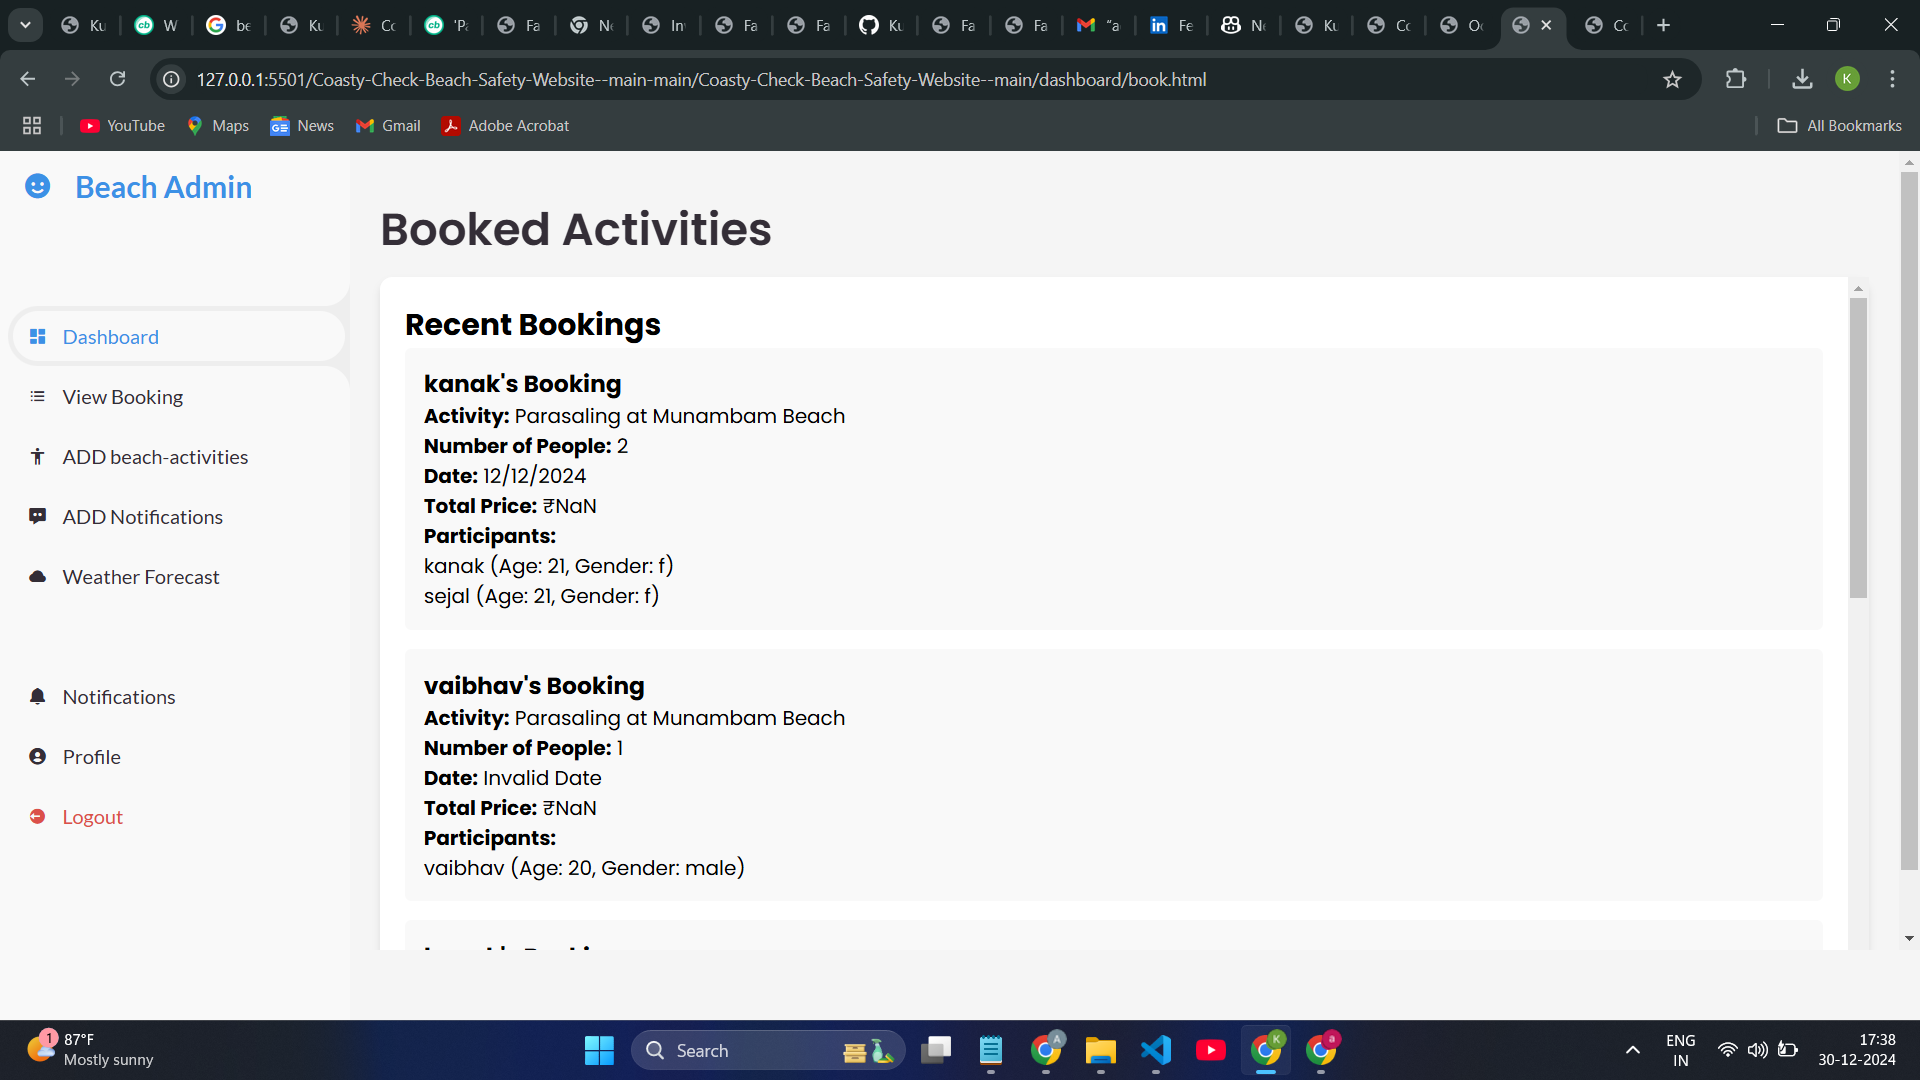 Ku
W
be
Ku
Co
'Pa
Fa
Ne
In
Fa
Fa
Ku
Fa
Fa
"a
Fe
Ne
Ku
Co
Co
127.0.0.1:5501/Coasty-Check-Beach-Safety-Website--main-main/Coasty-Check-Beach-Safety-Website--main/dashboard/book.html
K
YouTube
Maps
News
Gmail
Adobe Acrobat
All Bookmarks
Beach Admin
Dashboard
View Booking
ADD beach-activities
ADD Notifications
Weather Forecast
Notifications
Profile
Logout
Booked Activities
Recent Bookings
kanak's Booking
Activity: Parasaling at Munambam Beach
Number of People: 2
Date: 12/12/2024
Total Price: ₹NaN
Participants:
kanak (Age: 21, Gender: f)
sejal (Age: 21, Gender: f)
vaibhav's Booking
Activity: Parasaling at Munambam Beach
Number of People: 1
Date: Invalid Date
Total Price: ₹NaN
Participants:
vaibhav (Age: 20, Gender: male)
1
87°F
Mostly sunny
Search
A
K
a
ENG
IN
17:38
30-12-2024